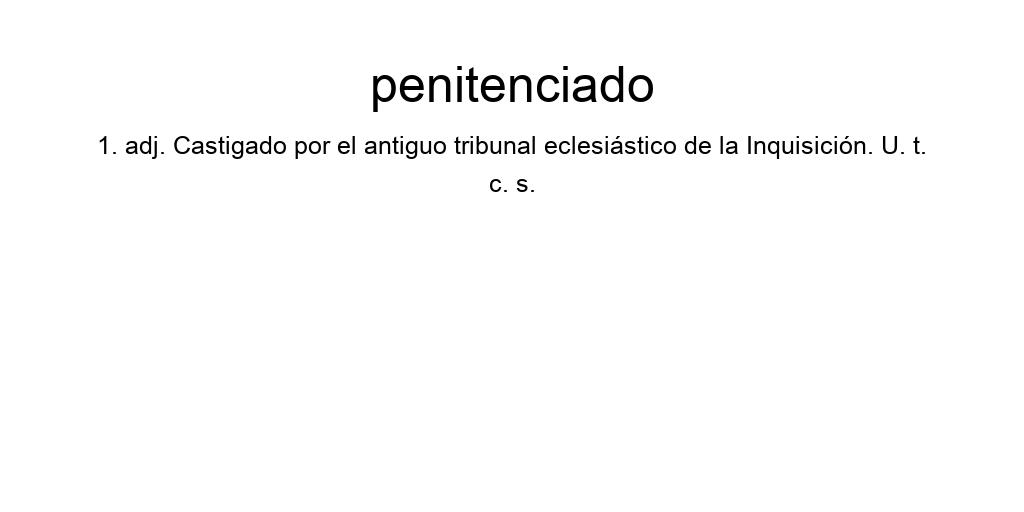 penitenciado
1. adj. Castigado por el antiguo tribunal eclesiástico de la Inquisición. U. t.
c. s.